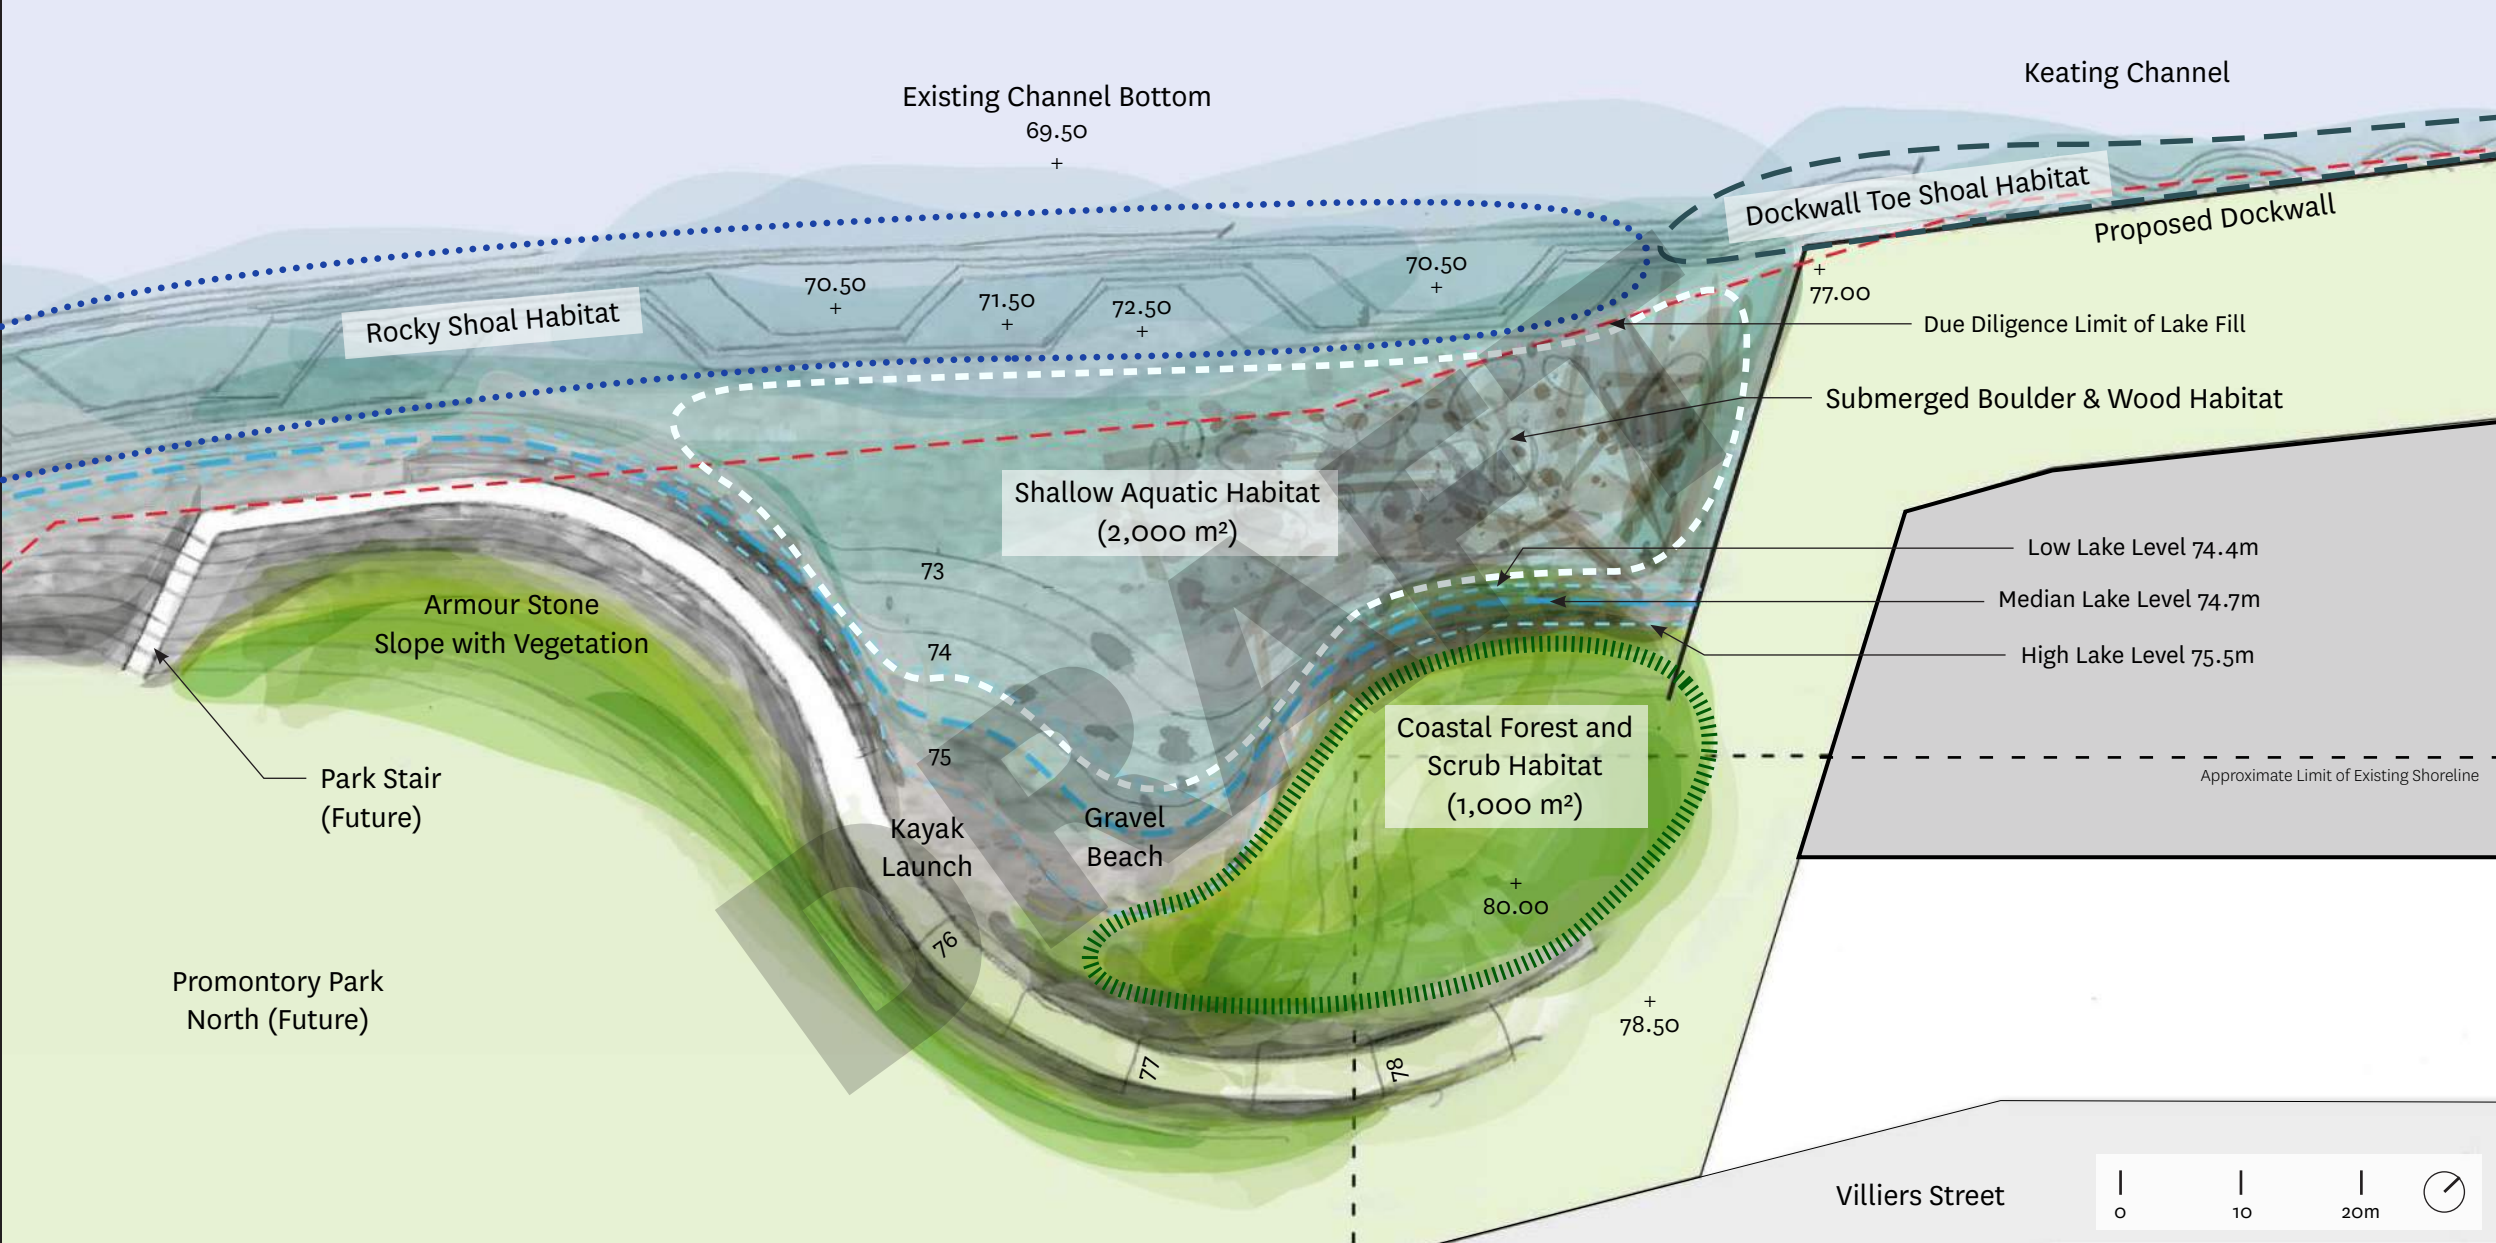 Keating Channel
Existing Channel Bottom
69.50
+
Dockwall Toe Shoal Habitat
Proposed Dockwall
70.50
+
71.50
+
72.50
+
70.50
+
+
77.00
Rocky Shoal Habitat
Due Diligence Limit of Lake Fill
Submerged Boulder & Wood Habitat
Shallow Aquatic Habitat
(2,000 m²)
Low Lake Level 74.4m
Median Lake Level 74.7m
High Lake Level 75.5m
73
74
75
Armour Stone
Slope with Vegetation
Park Stair
(Future)
Coastal Forest and
Scrub Habitat
(1,000 m²)
Approximate Limit of Existing Shoreline
Kayak
Launch
Gravel
Beach
+
80.00
76
Promontory Park
North (Future)
+
78.50
77
78
DRAFT
Villiers Street
0 10 20m